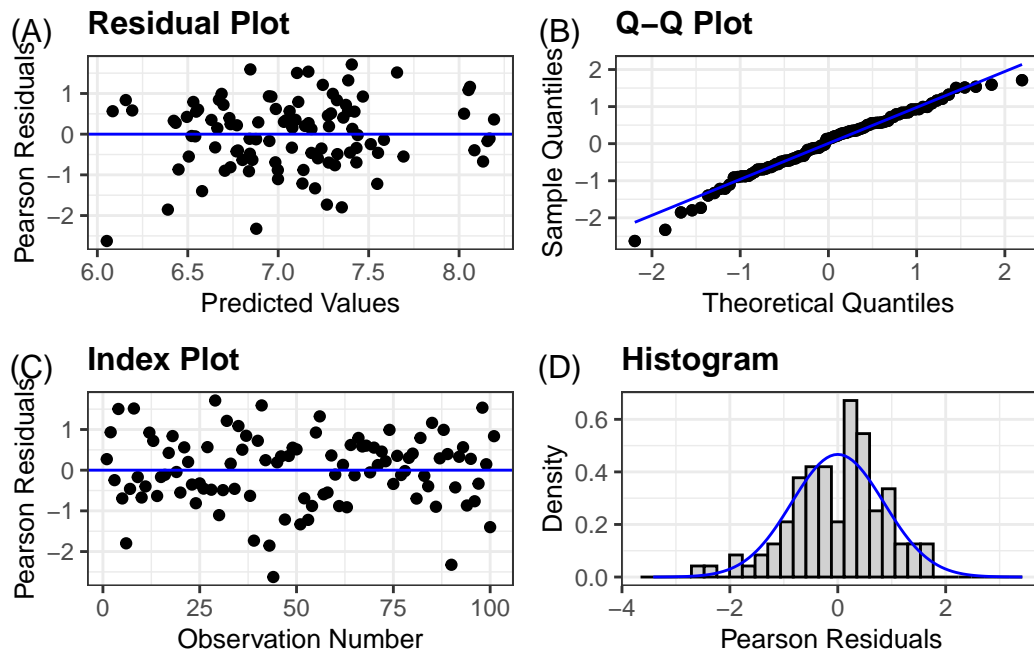 (A) Residual Plot
Pearson Residuals
1
0
−1
−2
6.0 6.5 7.0 7.5 8.0
Predicted Values
(B) Q−Q Plot
Sample Quantiles
2
1
0
−1
−2
−2 −1 0 1 2
Theoretical Quantiles
(C) Index Plot
Pearson Residuals
1
0
−1
−2
0 25 50 75 100
Observation Number
(D) Histogram
Density
0.6
0.4
0.2
0.0
−4 −2 0 2
Pearson Residuals